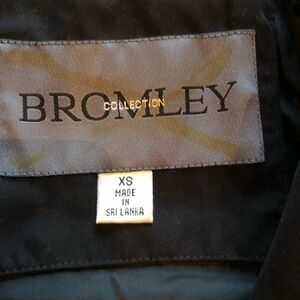 BROMLEY
COLLECTION
XS
MADE IN
SRI LANKA